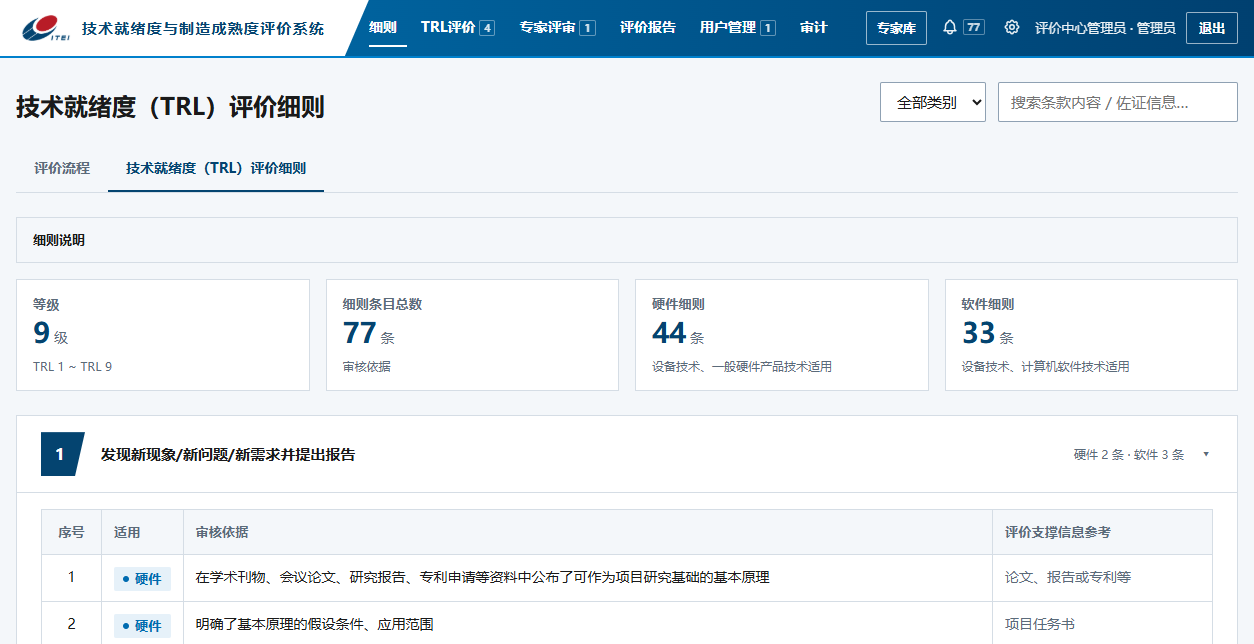 ITEI 技术就绪度与制造成熟度评价系统 细则 TRL评价 4 专家评审 1 评价报告 用户管理 1 审计 专家库 77 评价中心管理员 · 管理员 退出
技术就绪度（TRL）评价细则 全部类别 搜索条款内容 / 佐证信息...
评价流程 技术就绪度（TRL）评价细则
细则说明
等级 细则条目总数 硬件细则 软件细则
9 级 77 条 44 条 33 条
TRL 1 ~ TRL 9 审核依据 设备技术、一般硬件产品技术适用 设备技术、计算机软件技术适用
1 发现新现象/新问题/新需求并提出报告 硬件 2 条 · 软件 3 条
序号 适用 审核依据 评价支撑信息参考
1 硬件 在学术刊物、会议论文、研究报告、专利申请等资料中公布了可作为项目研究基础的基本原理 论文、报告或专利等
2 硬件 明确了基本原理的假设条件、应用范围 项目任务书